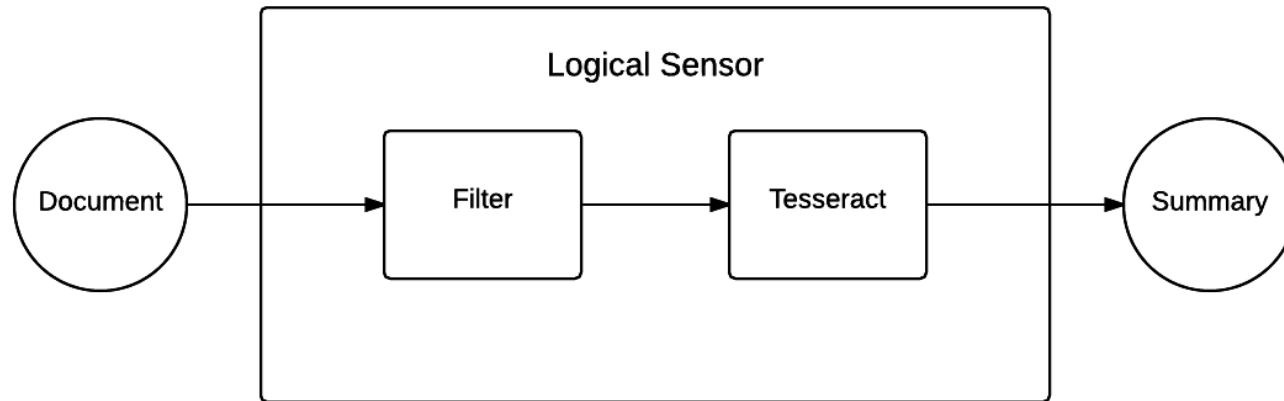 Logical Sensor
Document
Filter
Tesseract
Summary